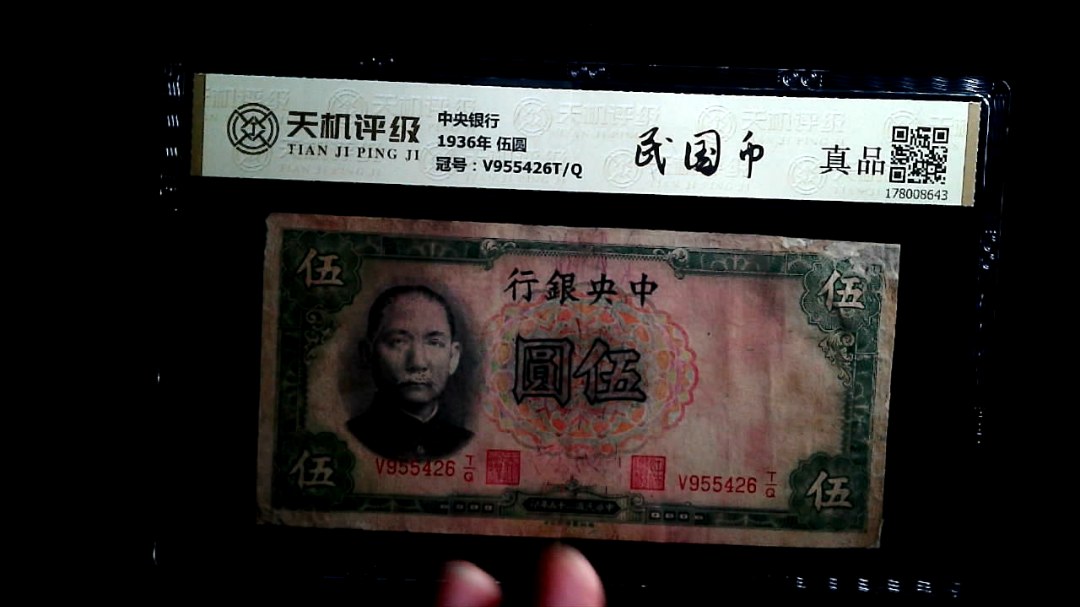 天机评级
TIAN JI PING JI
中央银行
1936年 伍圆
冠号：V955426T/Q
民国币
真品
178008643
伍
行銀央中
伍
圓伍
伍
V955426 T/Q
V955426 T/Q
伍